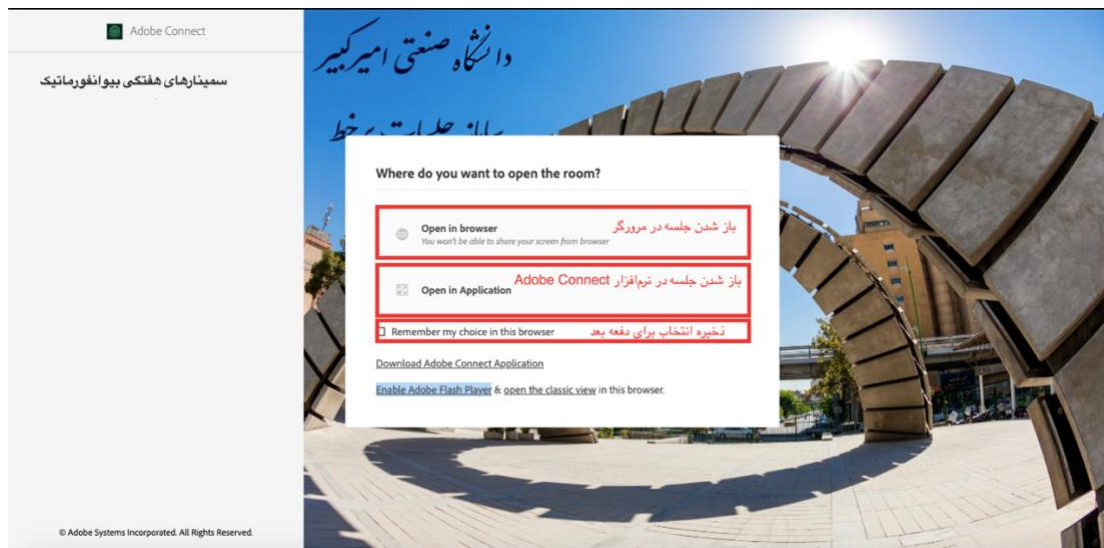 Adobe Connect
سمینارهای هفتگی بیوانفورماتیک
دانشگاه صنعتی امیرکبیر
سامانه جلسات برخط
Where do you want to open the room?
Open in browser باز شدن جلسه در مرورگر
You won't be able to share your screen from browser
Open in Application باز شدن جلسه در نرم‌افزار Adobe Connect
Remember my choice in this browser ذخیره انتخاب برای دفعه بعد
Download Adobe Connect Application
Enable Adobe Flash Player & open the classic view in this browser.
© Adobe Systems Incorporated. All Rights Reserved.